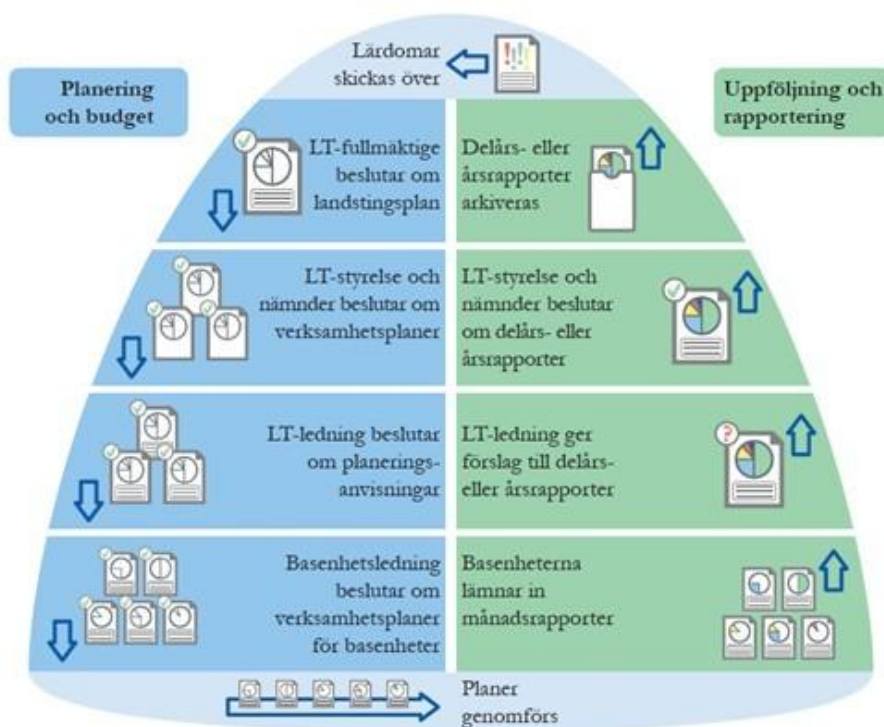 Lärdomar
skickas över
Planering
och budget
Uppföljning och
rapportering
LT-fullmäktige
beslutar om
landstingsplan
Delårs- eller
årsrapporter
arkiveras
LT-styrelse och
nämnder beslutar om
verksamhetsplaner
LT-styrelse och
nämnder beslutar
om delårs- eller
årsrapporter
LT-ledning beslutar
om planerings-
anvisningar
LT-ledning ger
förslag till delårs-
eller årsrapporter
Basenhetsledning
beslutar om
verksamhetsplaner
för basenheter
Basenheterna
lämnar in
månadsrapporter
Planer
genomförs